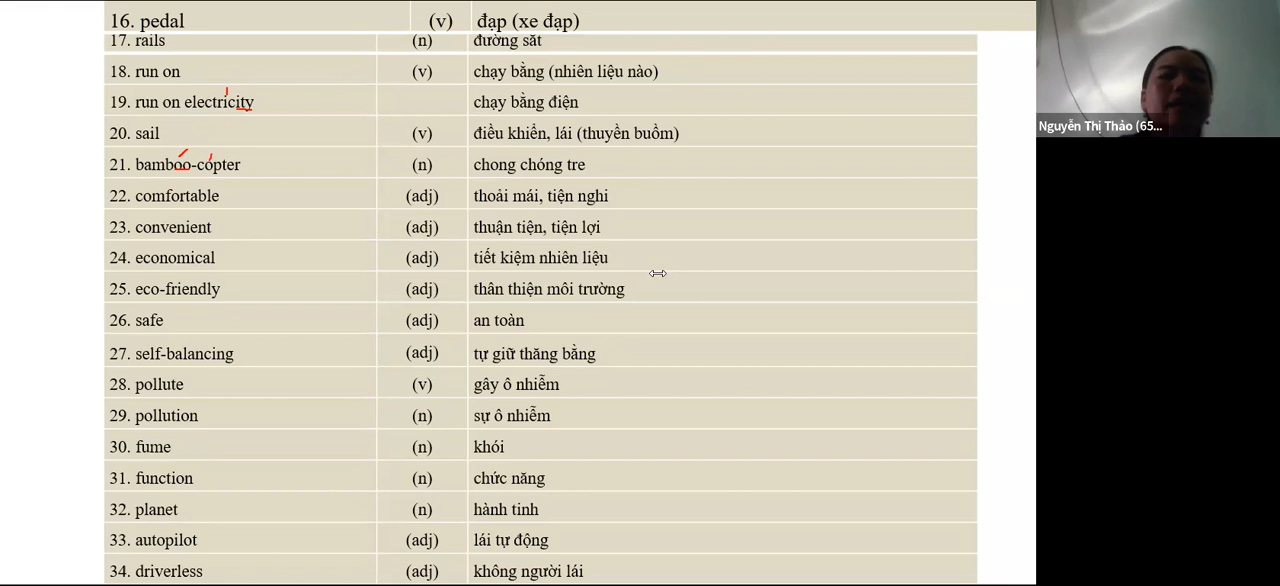 16. pedal (v) đạp (xe đạp)
17. rails (n) đường sắt
18. run on (v) chạy bằng (nhiên liệu nào)
19. run on electricity chạy bằng điện
20. sail (v) điều khiển, lái (thuyền buồm)
21. bamboo-copter (n) chong chóng tre
22. comfortable (adj) thoải mái, tiện nghi
23. convenient (adj) thuận tiện, tiện lợi
24. economical (adj) tiết kiệm nhiên liệu
25. eco-friendly (adj) thân thiện môi trường
26. safe (adj) an toàn
27. self-balancing (adj) tự giữ thăng bằng
28. pollute (v) gây ô nhiễm
29. pollution (n) sự ô nhiễm
30. fume (n) khói
31. function (n) chức năng
32. planet (n) hành tinh
33. autopilot (adj) lái tự động
34. driverless (adj) không người lái
Nguyễn Thị Thảo (65...